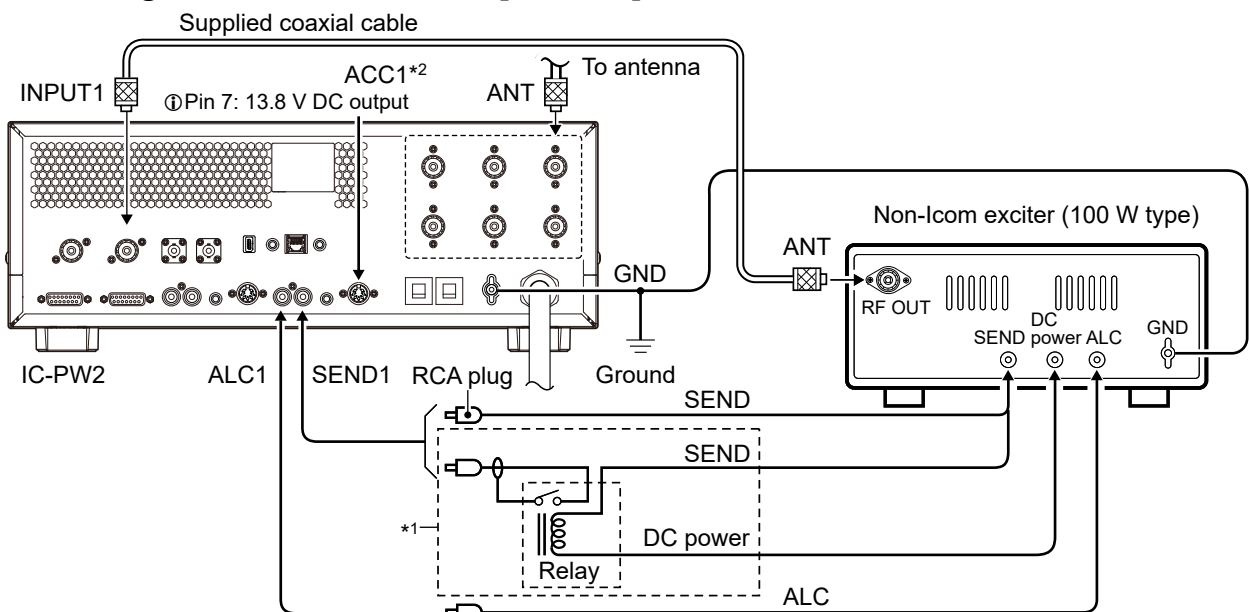 Supplied coaxial cable
ACC1*2
To antenna
INPUT1
ANT
ⓘPin 7: 13.8 V DC output
Non-Icom exciter (100 W type)
ANT
GND
RF OUT
DC
GND
SEND power ALC
IC-PW2
ALC1
SEND1
RCA plug
Ground
SEND
SEND
*1
DC power
Relay
ALC